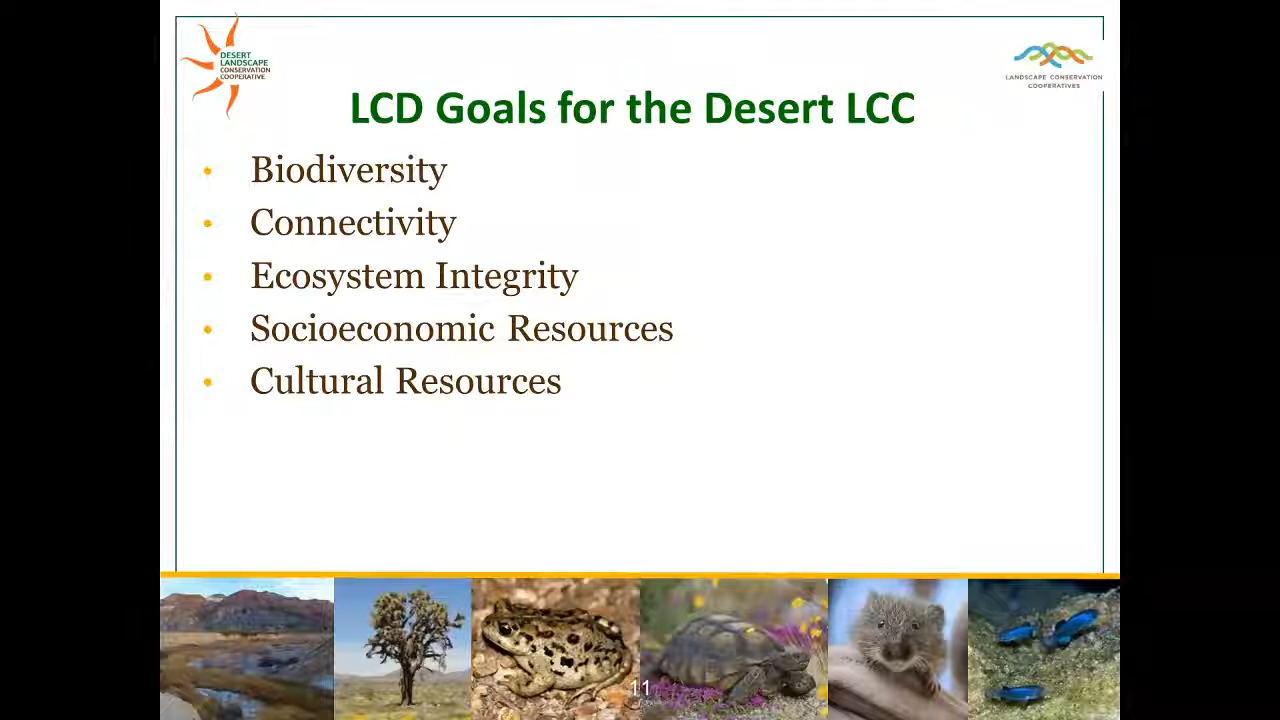 DESERT
LANDSCAPE
CONSERVATION
COOPERATIVE
LANDSCAPE CONSERVATION
COOPERATIVES
LCD Goals for the Desert LCC
• Biodiversity
• Connectivity
• Ecosystem Integrity
• Socioeconomic Resources
• Cultural Resources
11